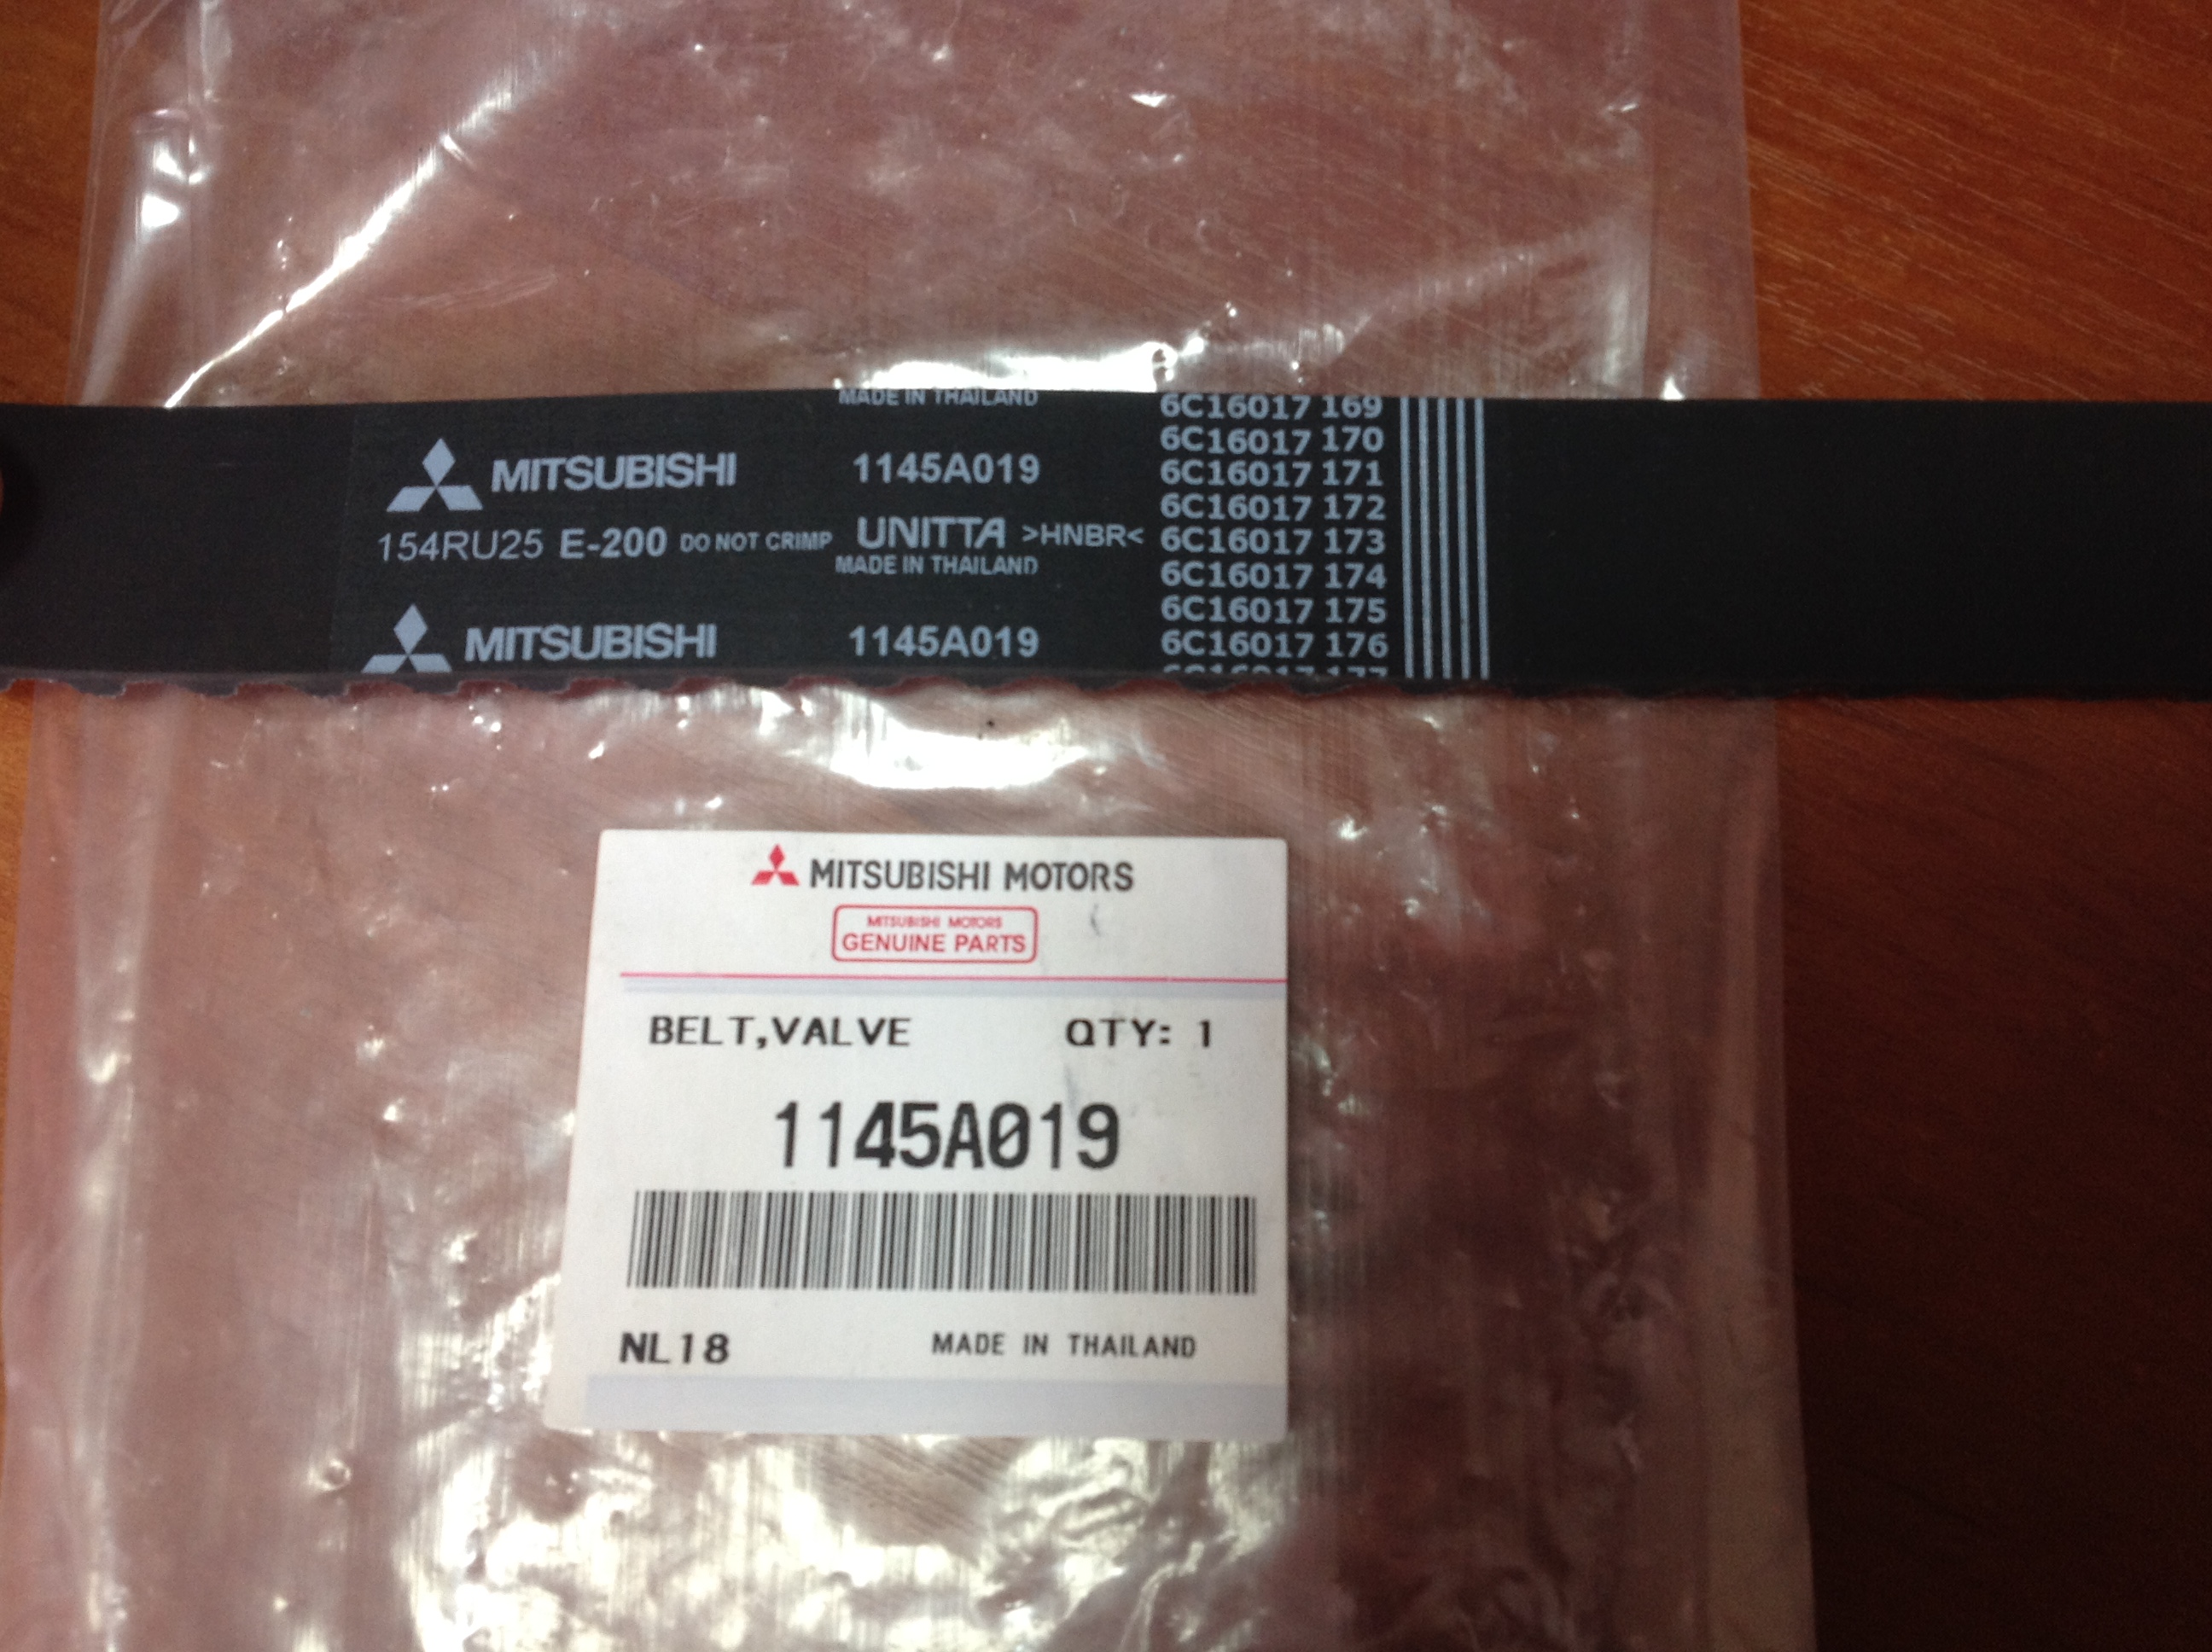 MADE IN THAILAND
6C16017 169
6C16017 170
MITSUBISHI 1145A019 6C16017 171
6C16017 172
154RU25 E-200 DO NOT CRIMP UNITTA >HNBR< 6C16017 173
MADE IN THAILAND 6C16017 174
6C16017 175
MITSUBISHI 1145A019 6C16017 176
6C16017 177
MITSUBISHI MOTORS
MITSUBISHI MOTORS
GENUINE PARTS
BELT,VALVE QTY: 1
1145A019
NL18 MADE IN THAILAND